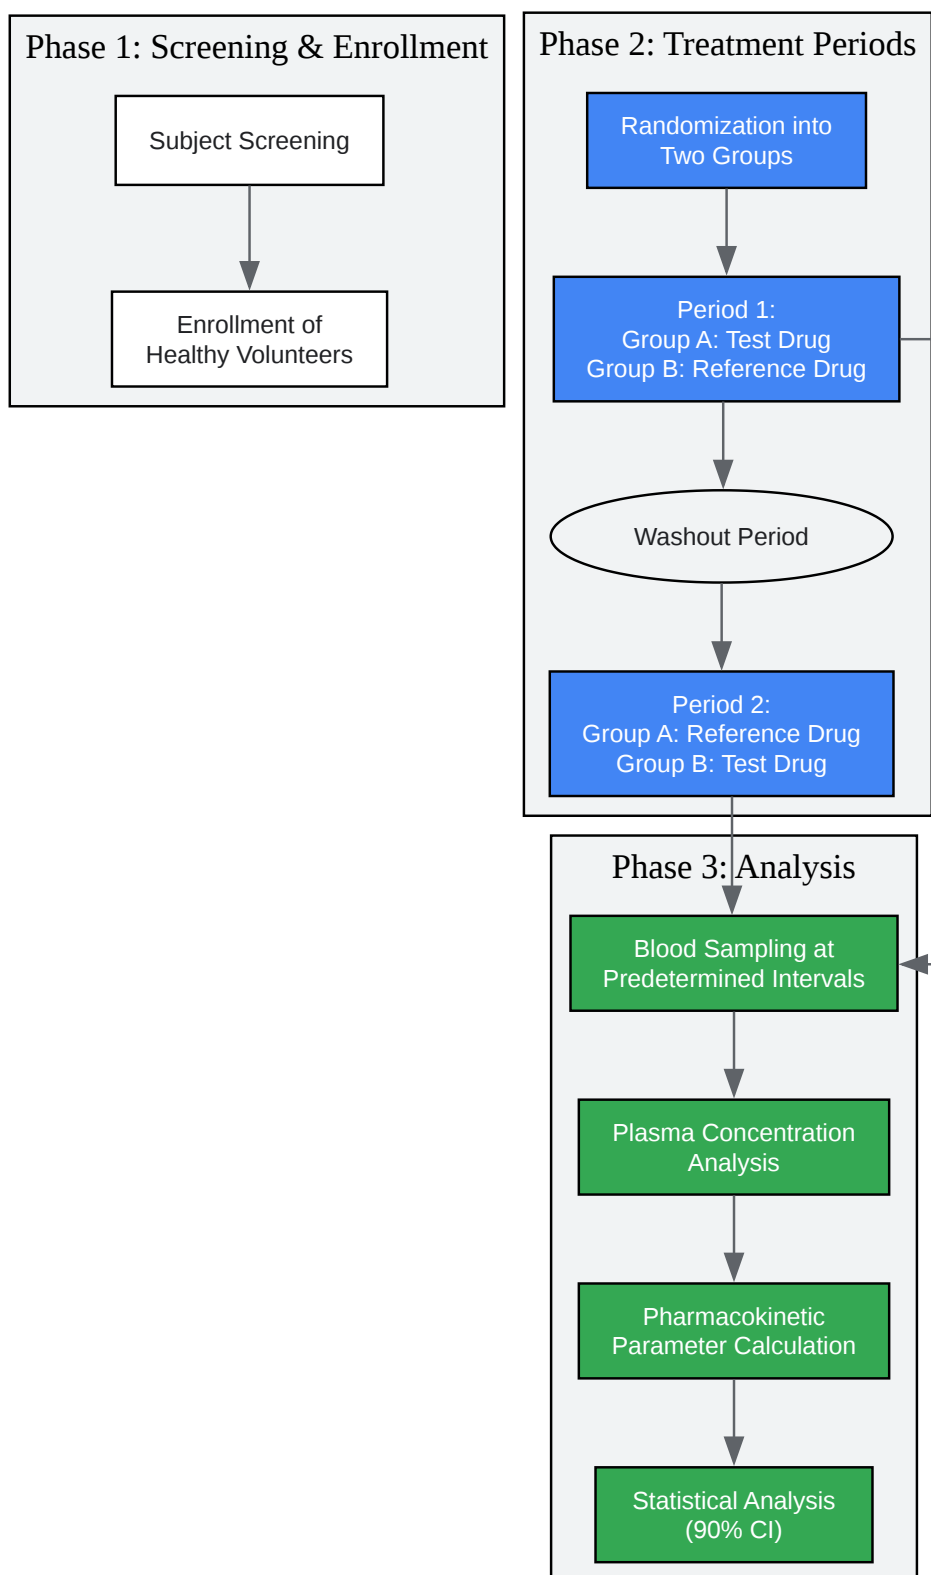 Phase 1: Screening & Enrollment
Subject Screening
Enrollment of
Healthy Volunteers
Phase 2: Treatment Periods
Randomization into
Two Groups
Period 1:
Group A: Test Drug
Group B: Reference Drug
Washout Period
Period 2:
Group A: Reference Drug
Group B: Test Drug
Phase 3: Analysis
Blood Sampling at
Predetermined Intervals
Plasma Concentration
Analysis
Pharmacokinetic
Parameter Calculation
Statistical Analysis
(90% CI)